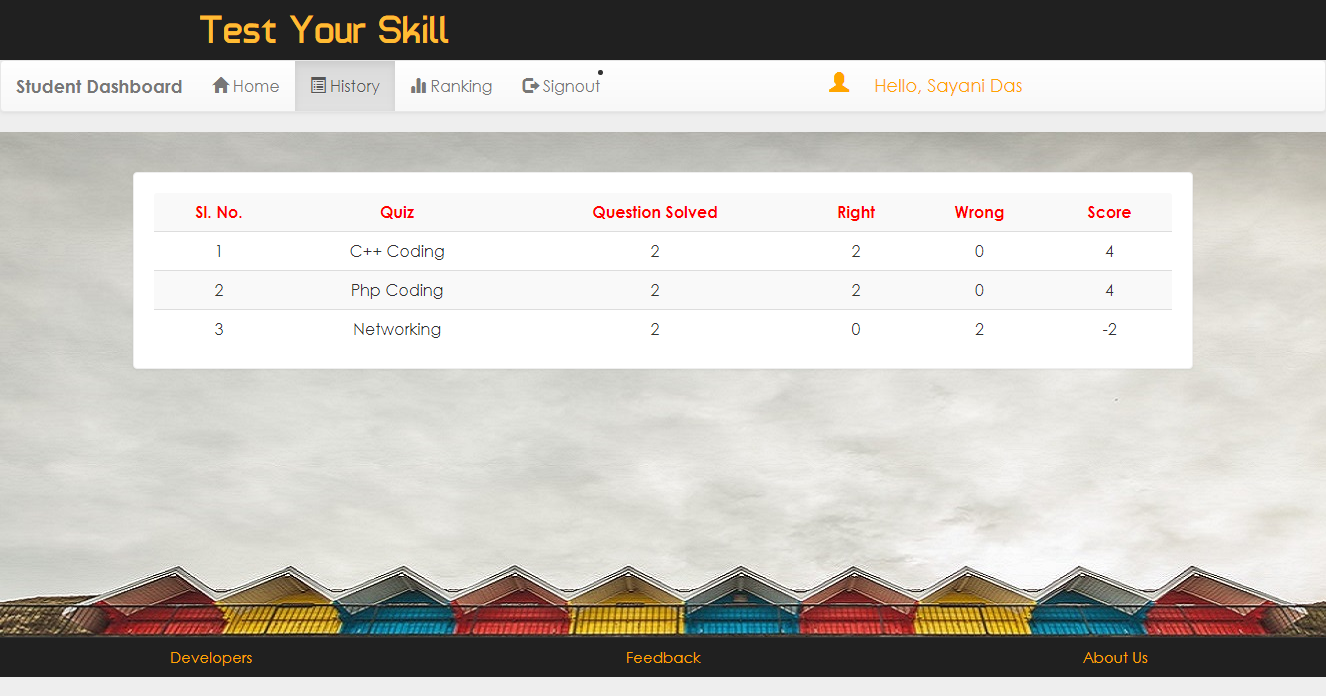 Test Your Skill
Student Dashboard Home History Ranking Signout Hello, Sayani Das
Sl. No. Quiz Question Solved Right Wrong Score
1 C++ Coding 2 2 0 4
2 Php Coding 2 2 0 4
3 Networking 2 0 2 -2
Developers Feedback About Us